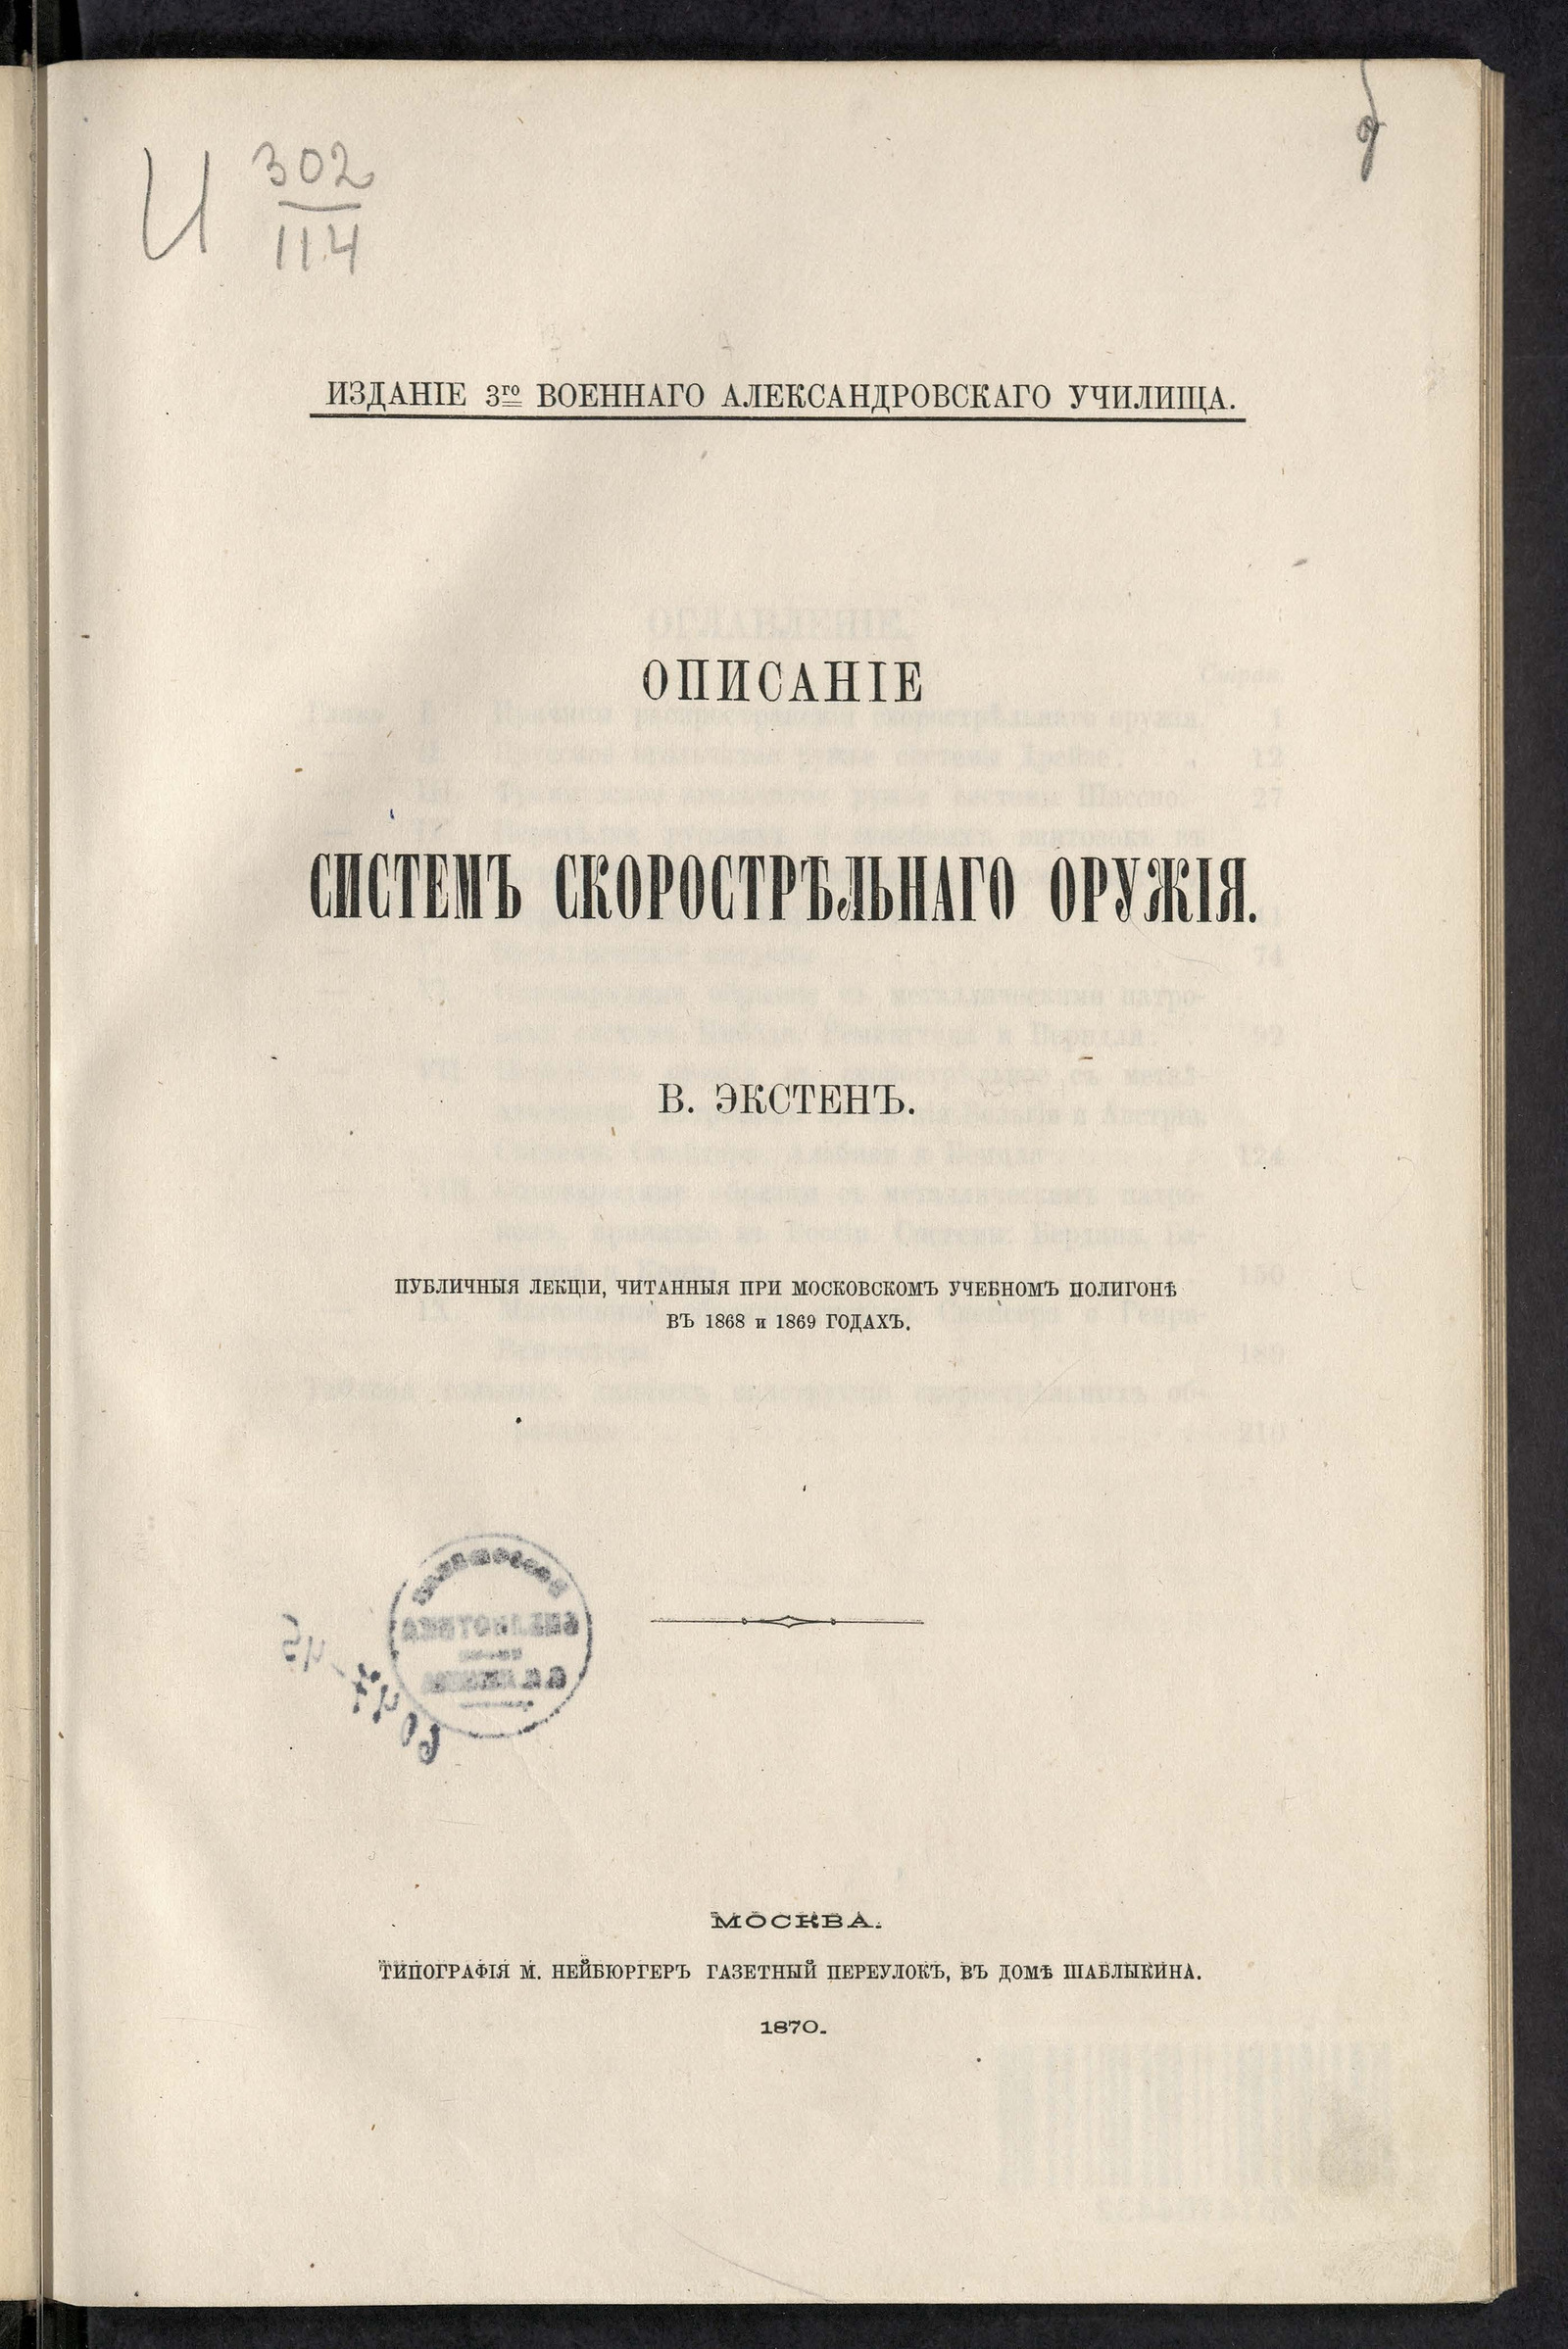 И 302
114
ИЗДАНІЕ 3го ВОЕННАГО АЛЕКСАНДРОВСКАГО УЧИЛИЩА.
ОПИСАНІЕ
СИСТЕМЪ СКОРОСТРѢЛЬНАГО ОРУЖІЯ.
В. ЭКСТЕНЪ.
ПУБЛИЧНЫЯ ЛЕКЦІИ, ЧИТАННЫЯ ПРИ МОСКОВСКОМЪ УЧЕБНОМЪ ПОЛИГОНѢ
ВЪ 1868 и 1869 ГОДАХЪ.
МОСКВА.
ТИПОГРАФІЯ М. НЕЙБЮРГЕРЪ ГАЗЕТНЫЙ ПЕРЕУЛОКЪ, ВЪ ДОМѢ ШАБЛЫКИНА.
1870.